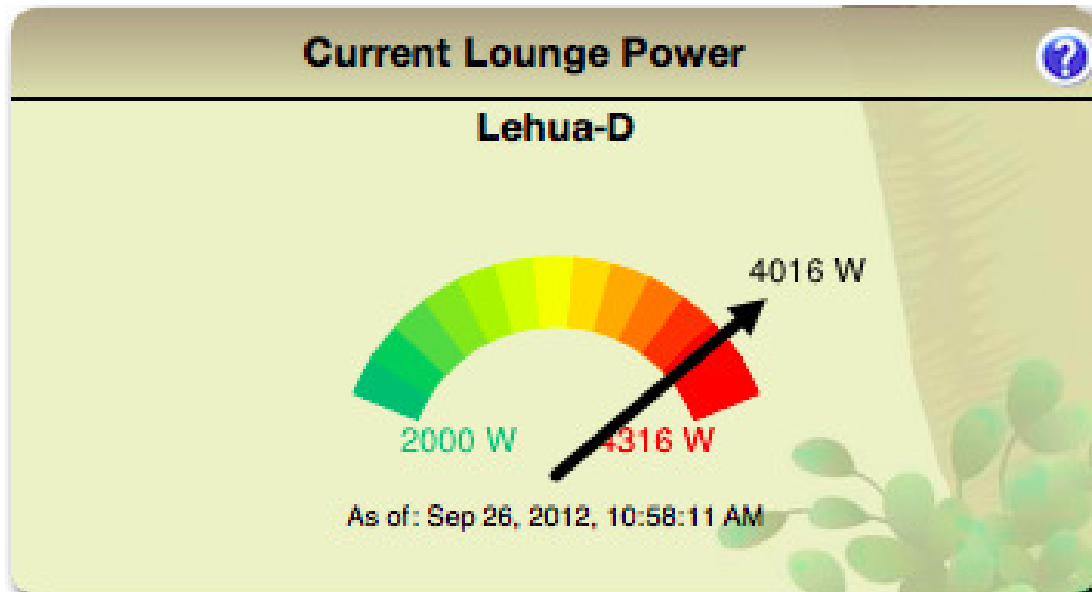 Current Lounge Power
?
Lehua-D
4016 W
2000 W
4316 W
As of: Sep 26, 2012, 10:58:11 AM